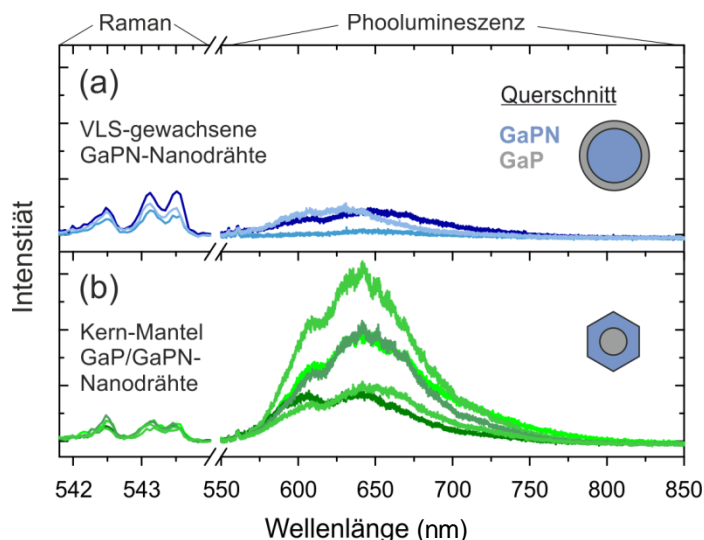 Raman
Phoolumineszenz
(a)
VLS-gewachsene
GaPN-Nanodrähte
Querschnitt
GaPN
GaP
(b)
Kern-Mantel
GaP/GaPN-
Nanodrähte
Intenstiät
542 543 550 600 650 700 750 800 850
Wellenlänge (nm)